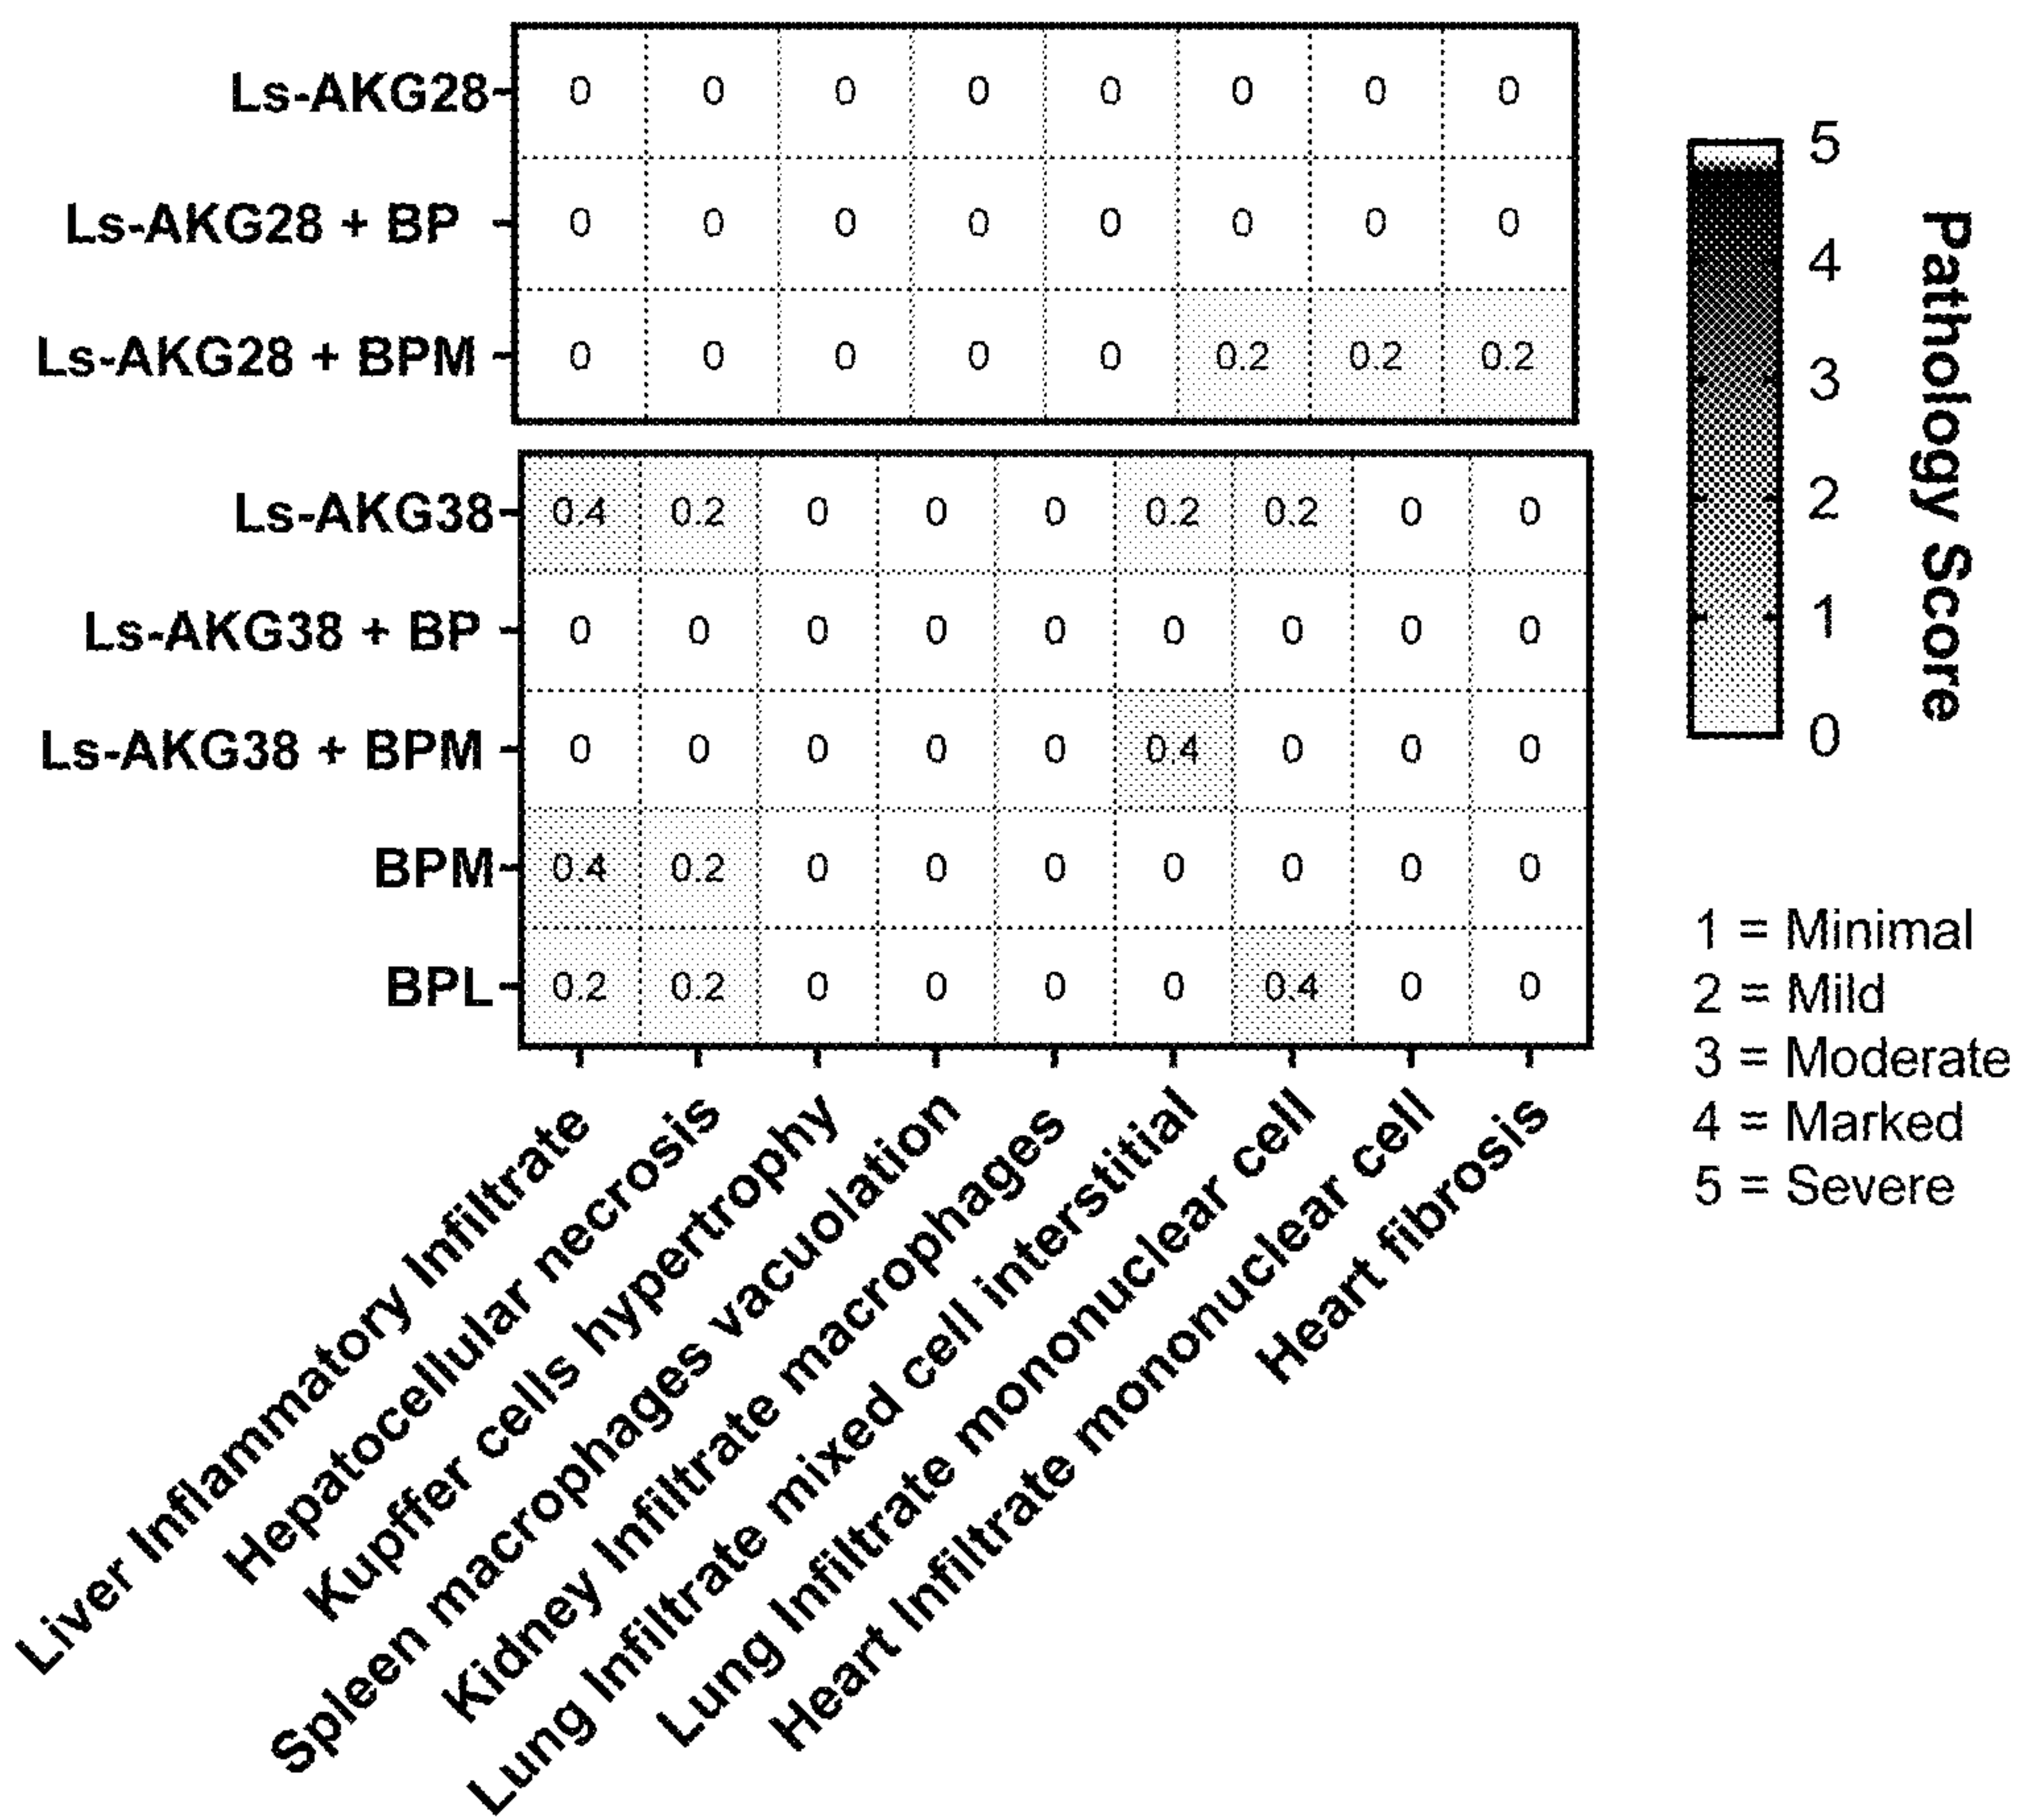 Ls-AKG28 0 0 0 0 0 0 0 0
Ls-AKG28 + BP 0 0 0 0 0 0 0 0
Ls-AKG28 + BPM 0 0 0 0 0 0.2 0.2 0.2
Ls-AKG38 0.4 0.2 0 0 0 0.2 0.2 0 0
Ls-AKG38 + BP 0 0 0 0 0 0 0 0 0
Ls-AKG38 + BPM 0 0 0 0 0 0.4 0 0 0
BPM 0.4 0.2 0 0 0 0 0 0 0
BPL 0.2 0.2 0 0 0 0 0.4 0 0
Liver Inflammatory Infiltrate
Hepatocellular necrosis
Kupffer cells hypertrophy
Spleen macrophages vacuolation
Kidney Infiltrate macrophages
Lung Infiltrate mixed cell interstitial
Lung Infiltrate mononuclear cell
Heart Infiltrate mononuclear cell
Heart fibrosis
5
4
3
2
1
0
Pathology Score
1 = Minimal
2 = Mild
3 = Moderate
4 = Marked
5 = Severe